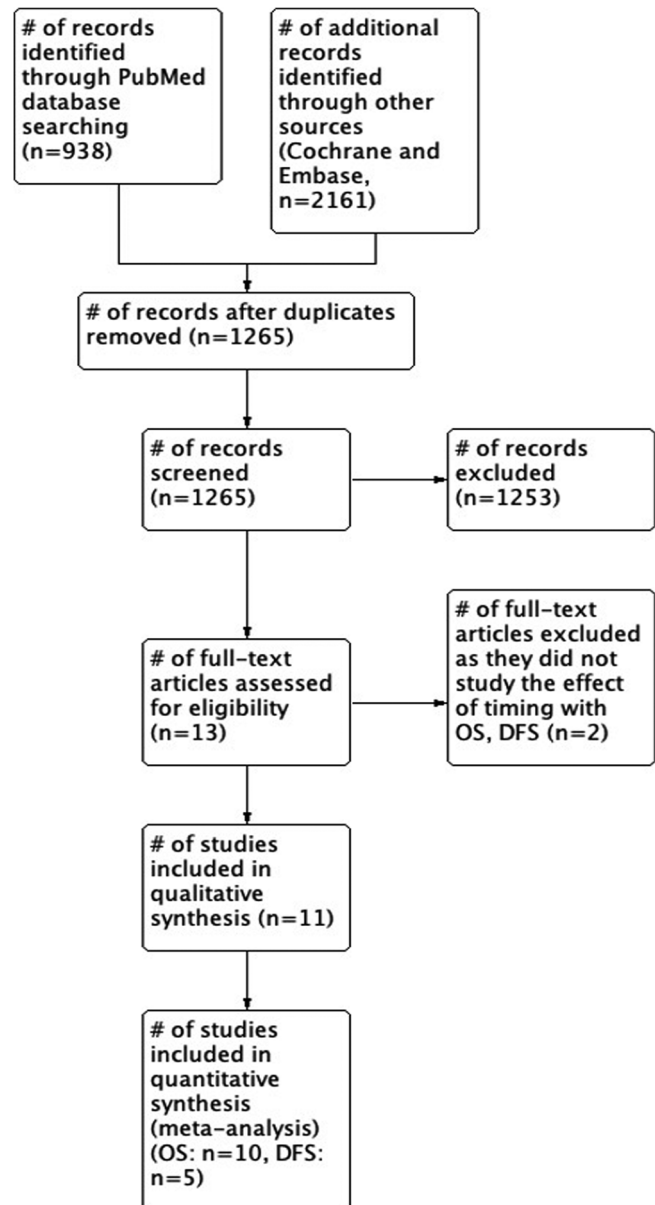 # of records
identified
through PubMed
database
searching
(n=938)
# of additional
records
identified
through other
sources
(Cochrane and
Embase,
n=2161)
# of records after duplicates
removed (n=1265)
# of records
screened
(n=1265)
# of records
excluded
(n=1253)
# of full-text
articles assessed
for eligibility
(n=13)
# of full-text
articles excluded
as they did not
study the effect
of timing with
OS, DFS (n=2)
# of studies
included in
qualitative
synthesis (n=11)
# of studies
included in
quantitative
synthesis
(meta-analysis)
(OS: n=10, DFS:
n=5)